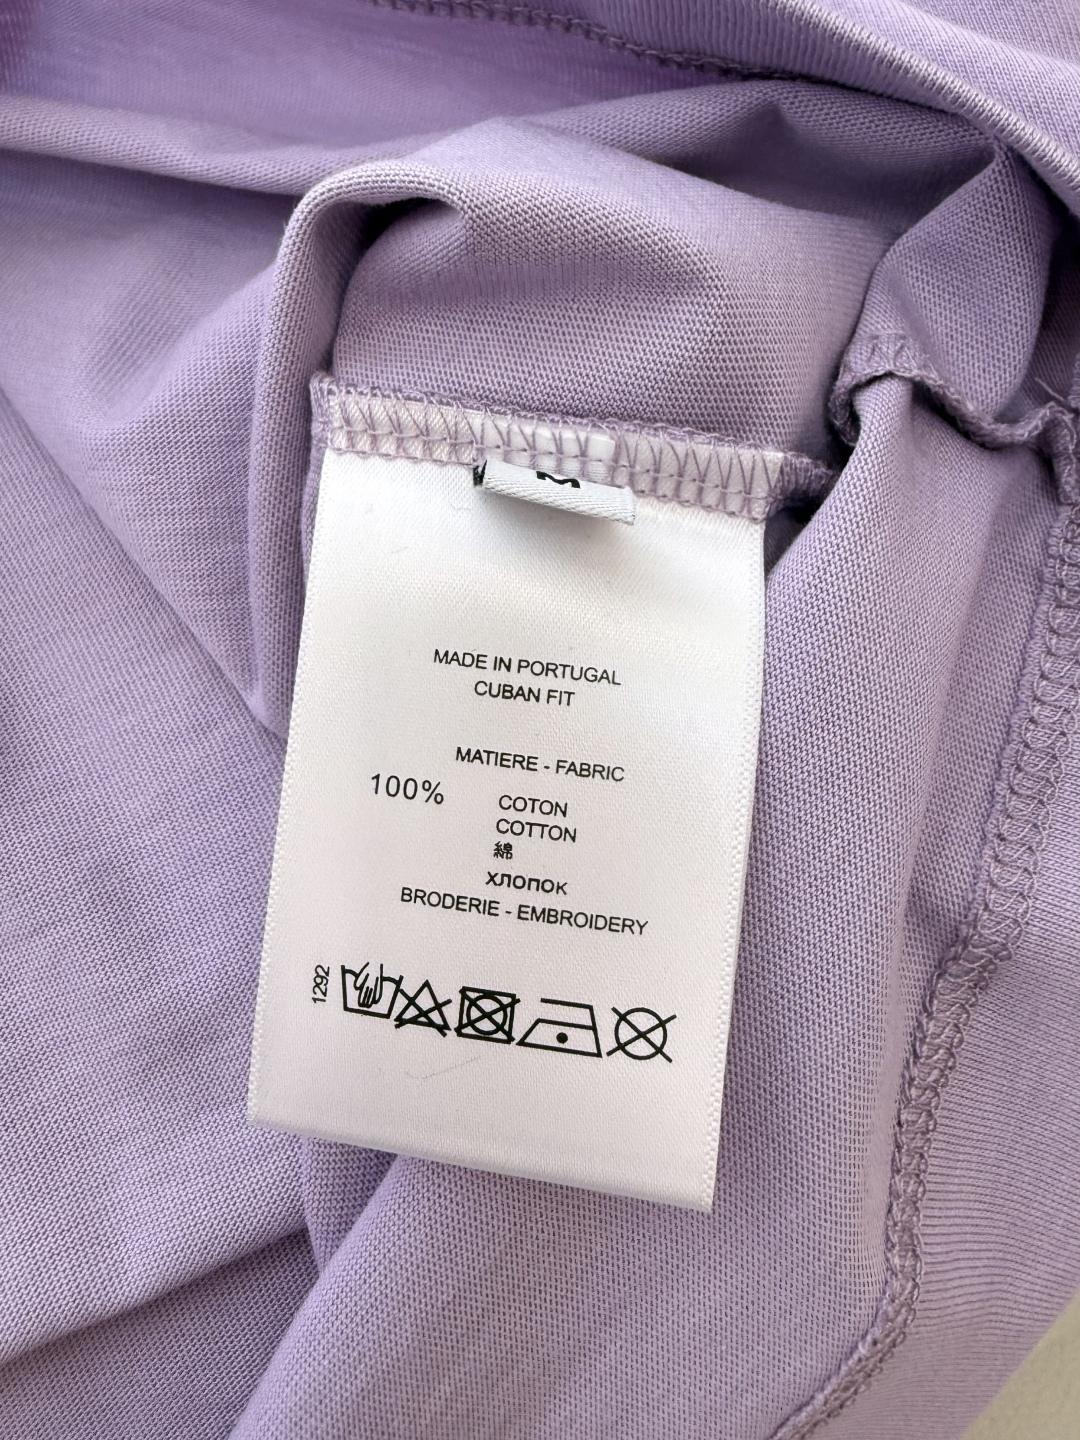 M
MADE IN PORTUGAL
CUBAN FIT
MATIERE - FABRIC
100% COTON
COTTON
綿
хлопок
BRODERIE - EMBROIDERY
1292